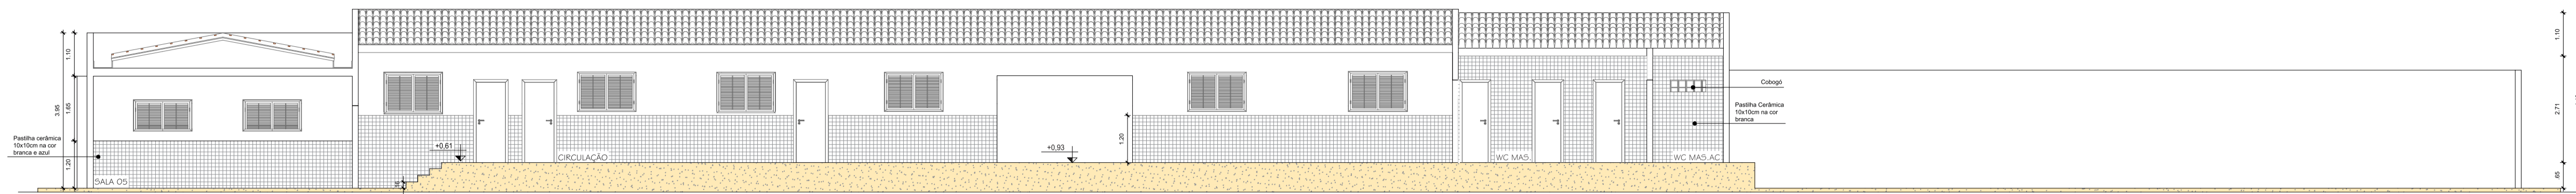 1.10
3.95
1.65
1.20
Pastilha cerâmica
10x10cm na cor
branca e azul
SALA 05
+0,61
CIRCULAÇÃO
+0,93
1.20
WC MAS.
WC MAS.AC
Cobogó
Pastilha Cerâmica
10x10cm na cor
branca
1.10
2.71
.65